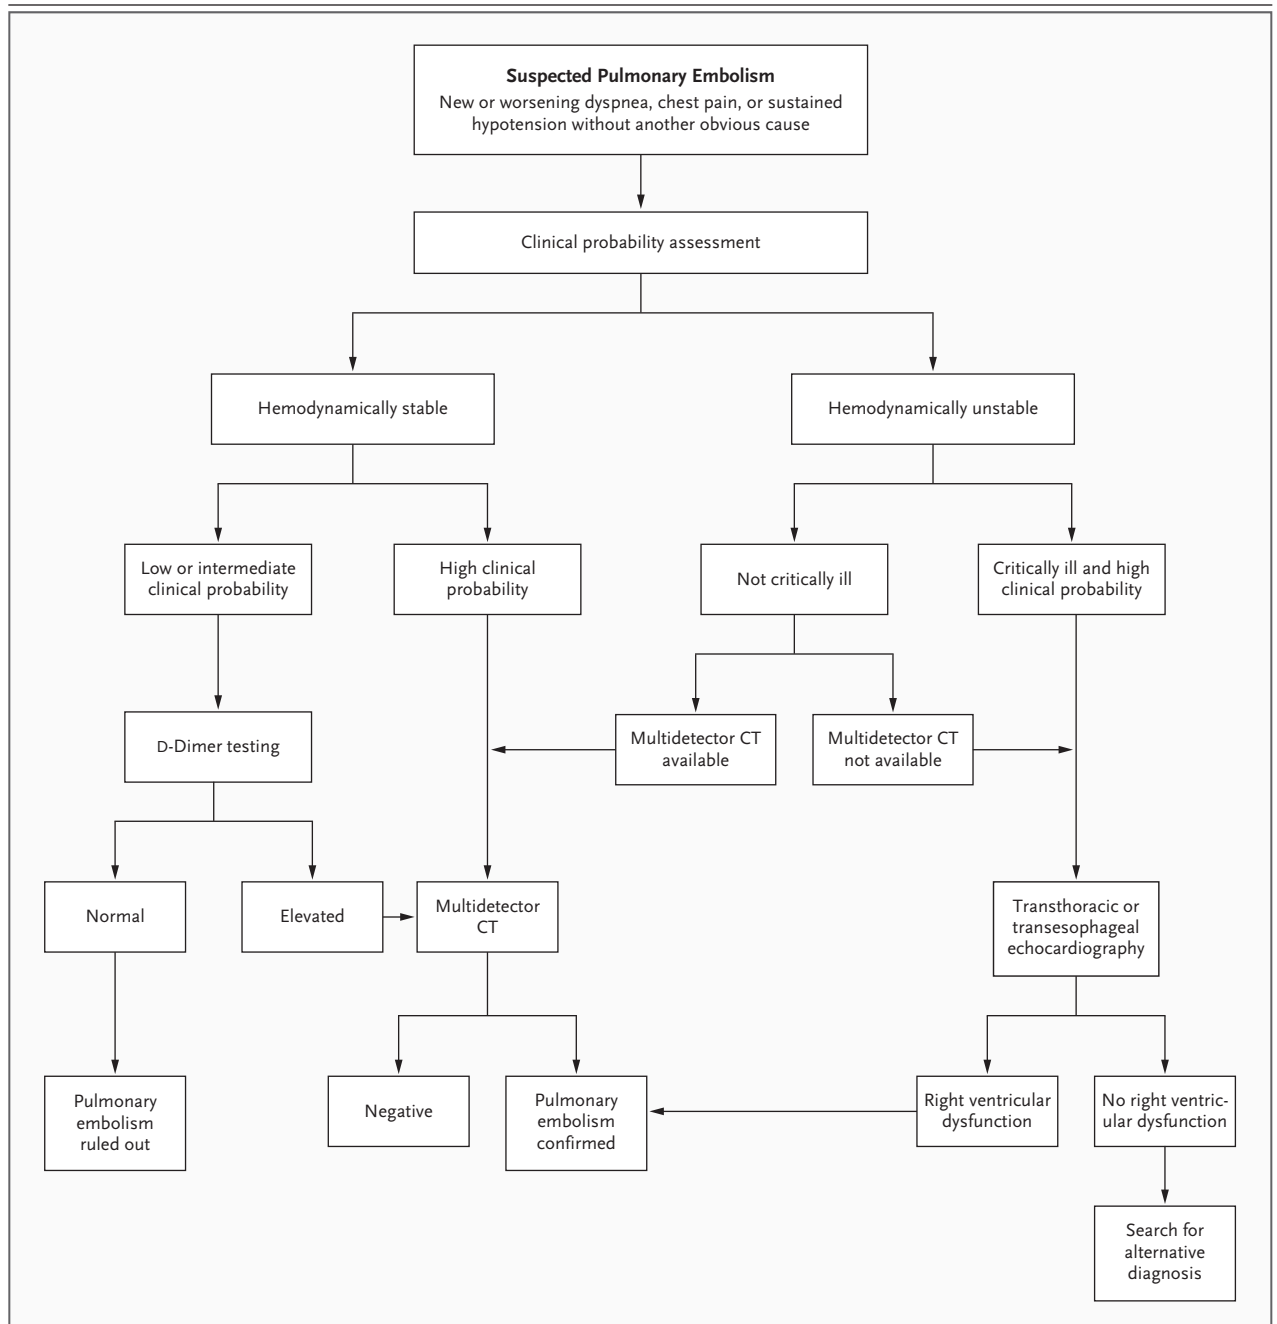 Suspected Pulmonary Embolism
New or worsening dyspnea, chest pain, or sustained
hypotension without another obvious cause
Clinical probability assessment
Hemodynamically stable
Hemodynamically unstable
Low or intermediate
clinical probability
High clinical
probability
Not critically ill
Critically ill and high
clinical probability
D-Dimer testing
Multidetector CT
available
Multidetector CT
not available
Normal
Elevated
Multidetector
CT
Transthoracic or
transesophageal
echocardiography
Pulmonary
embolism
ruled out
Negative
Pulmonary
embolism
confirmed
Right ventricular
dysfunction
No right ventric-
ular dysfunction
Search for
alternative
diagnosis